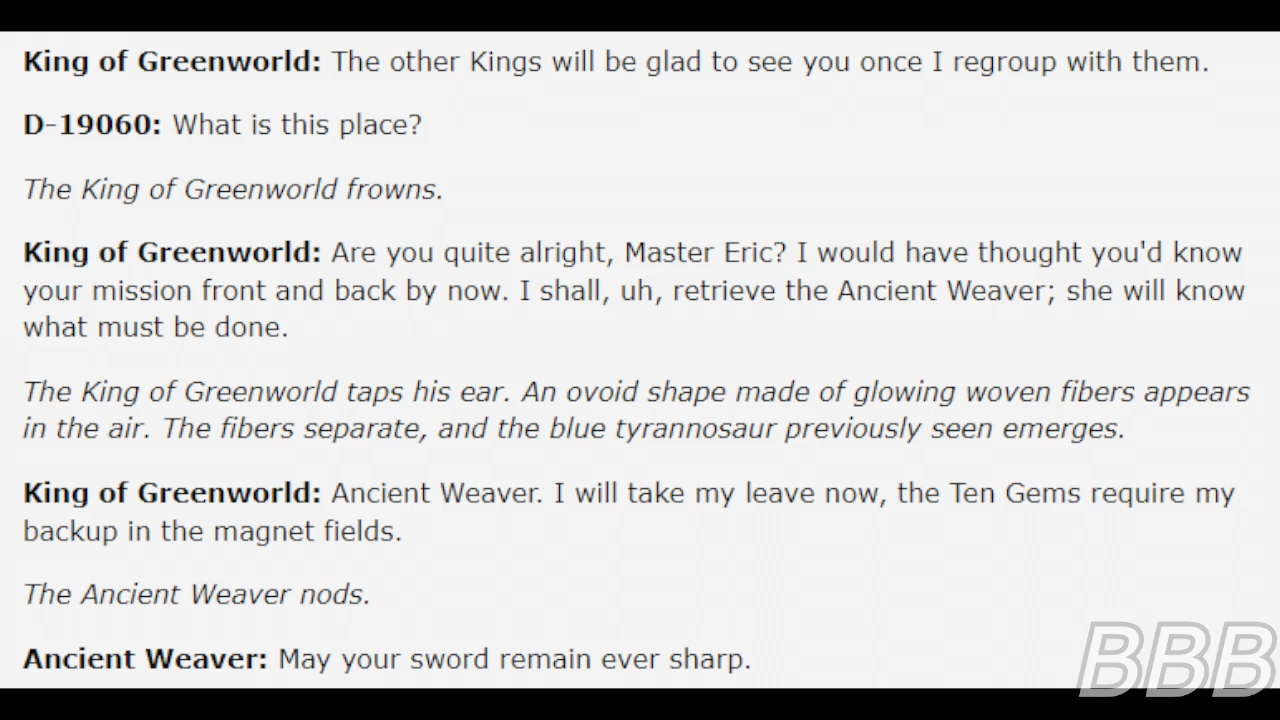 King of Greenworld: The other Kings will be glad to see you once I regroup with them.
D-19060: What is this place?
The King of Greenworld frowns.
King of Greenworld: Are you quite alright, Master Eric? I would have thought you'd know
your mission front and back by now. I shall, uh, retrieve the Ancient Weaver; she will know
what must be done.
The King of Greenworld taps his ear. An ovoid shape made of glowing woven fibers appears
in the air. The fibers separate, and the blue tyrannosaur previously seen emerges.
King of Greenworld: Ancient Weaver. I will take my leave now, the Ten Gems require my
backup in the magnet fields.
The Ancient Weaver nods.
Ancient Weaver: May your sword remain ever sharp.
BBB